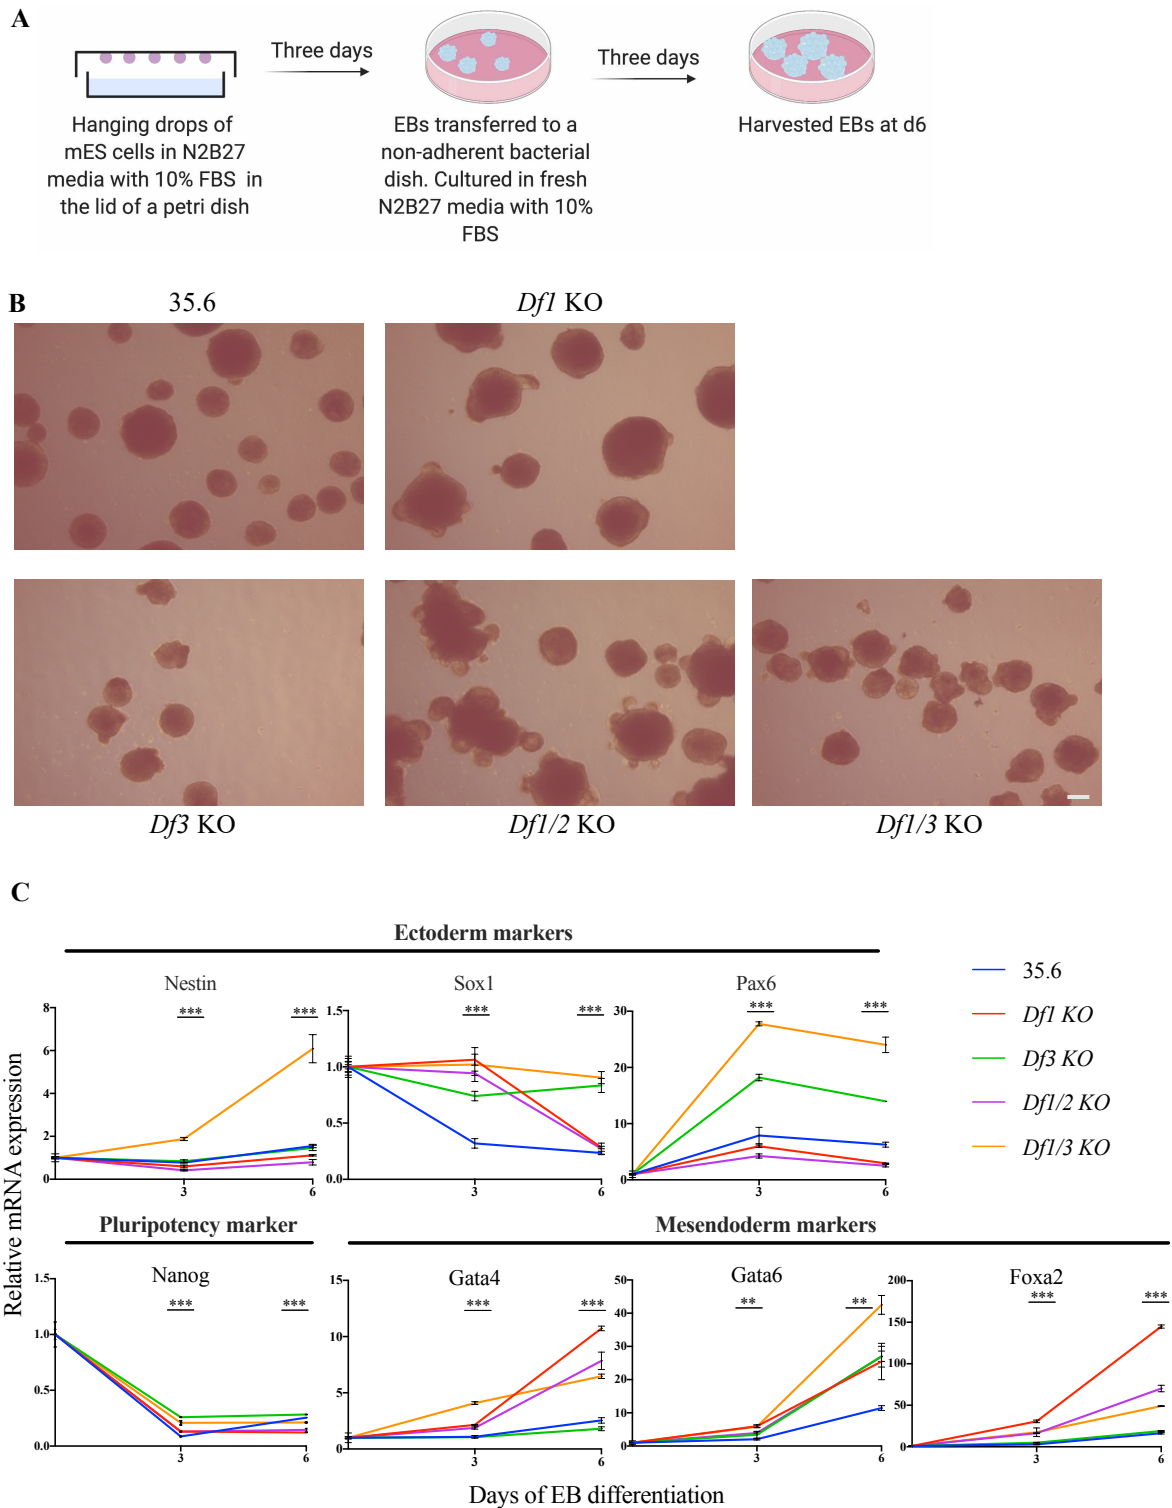 A
Three days
Three days
Hanging drops of
mES cells in N2B27
media with 10% FBS in
the lid of a petri dish
EBs transferred to a
non-adherent bacterial
dish. Cultured in fresh
N2B27 media with 10%
FBS
Harvested EBs at d6
B
35.6
Df1 KO
Df3 KO
Df1/2 KO
Df1/3 KO
C
Ectoderm markers
Nestin
8
6
4
2
0
3
6
***
***
Sox1
1.5
1.0
0.5
0.0
3
6
***
***
Pax6
30
20
10
0
3
6
***
***
35.6
Df1 KO
Df3 KO
Df1/2 KO
Df1/3 KO
Relative mRNA expression
Pluripotency marker
Mesendoderm markers
Nanog
1.5
1.0
0.5
0.0
3
6
***
***
Gata4
15
10
5
0
3
6
***
***
Gata6
50
40
30
20
10
0
3
6
**
**
Foxa2
200
150
100
50
0
3
6
***
***
Days of EB differentiation